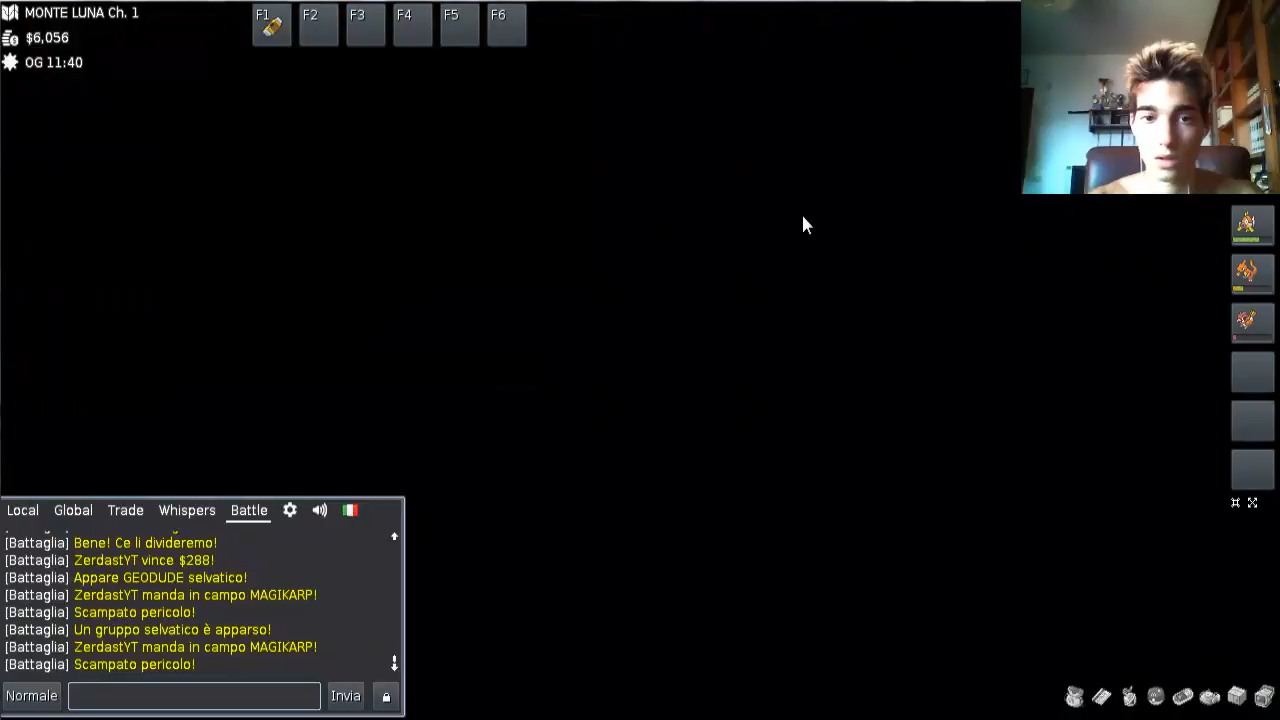 MONTE LUNA Ch. 1
$6,056
OG 11:40
F1 F2 F3 F4 F5 F6
Local Global Trade Whispers Battle
[Battaglia] Bene! Ce li divideremo!
[Battaglia] ZerdastYT vince $288!
[Battaglia] Appare GEODUDE selvatico!
[Battaglia] ZerdastYT manda in campo MAGIKARP!
[Battaglia] Scampato pericolo!
[Battaglia] Un gruppo selvatico è apparso!
[Battaglia] ZerdastYT manda in campo MAGIKARP!
[Battaglia] Scampato pericolo!
Normale Invia